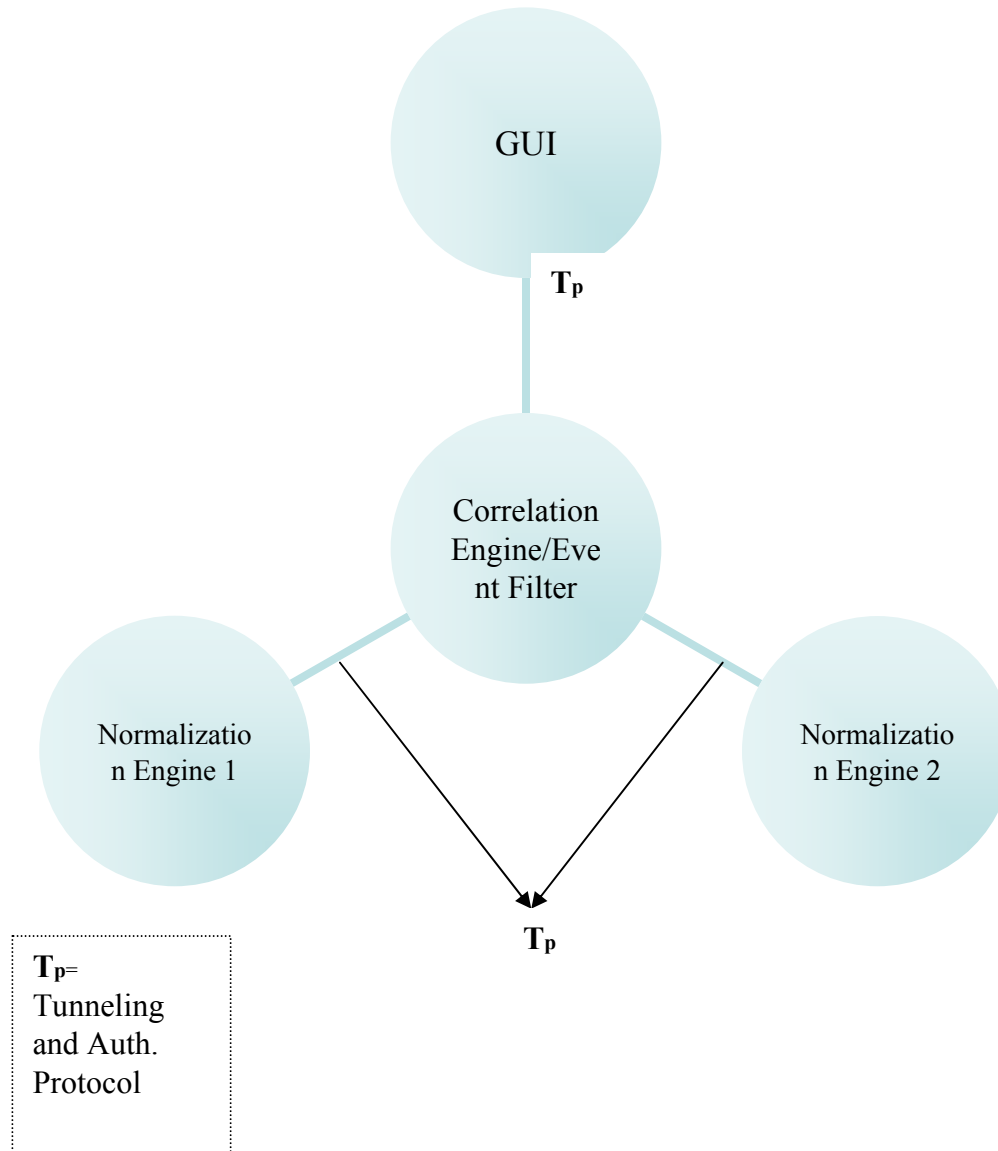 GUI
Tp
Correlation
Engine/Eve
nt Filter
Normalizatio
n Engine 1
Normalizatio
n Engine 2
Tp
Tp=
Tunneling
and Auth.
Protocol